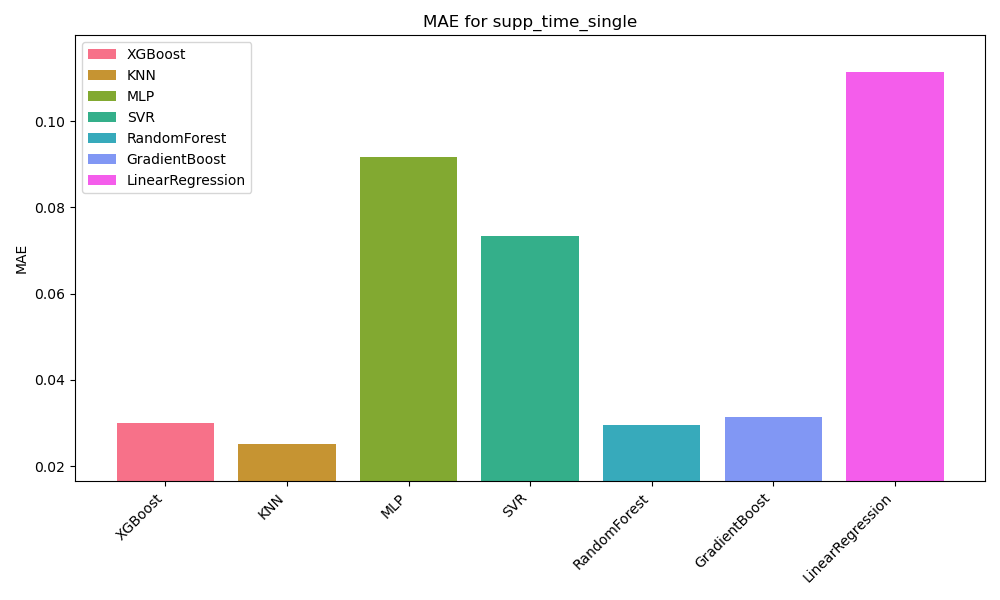 MAE for supp_time_single
XGBoost
KNN
MLP
SVR
RandomForest
GradientBoost
LinearRegression
MAE
0.10
0.08
0.06
0.04
0.02
XGBoost
KNN
MLP
SVR
RandomForest
GradientBoost
LinearRegression